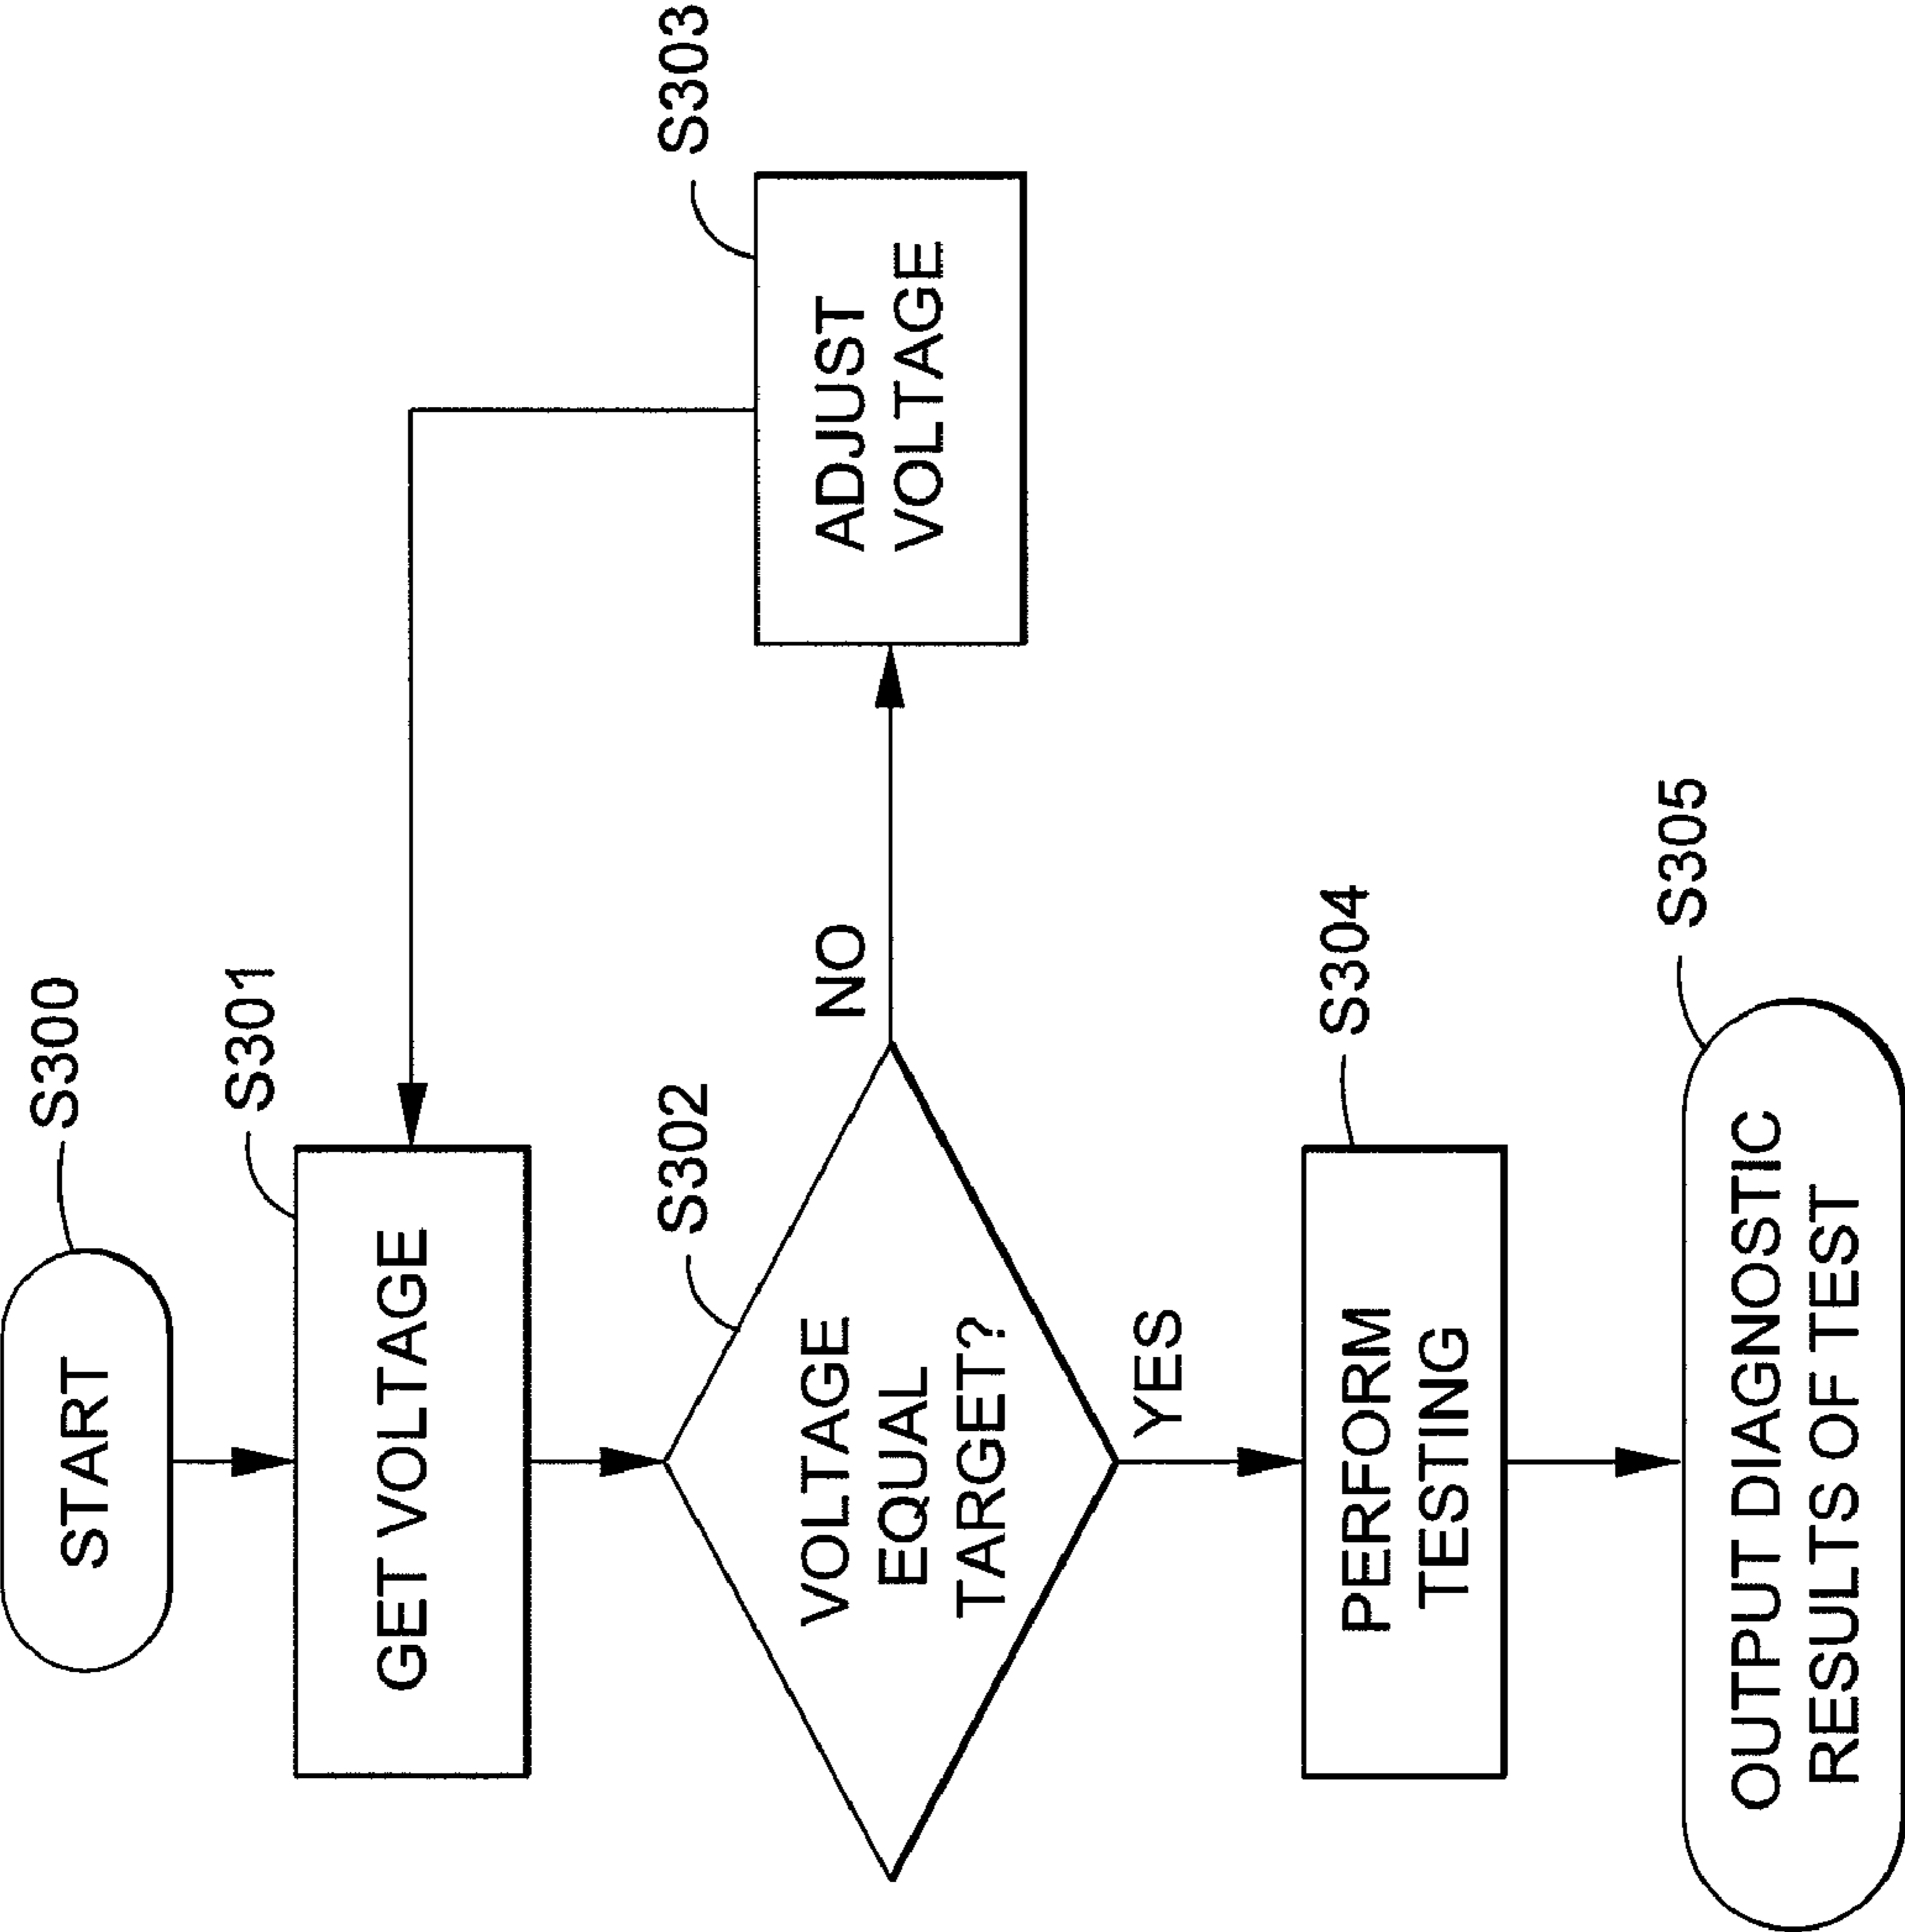 START
S300
GET VOLTAGE
S301
VOLTAGE
EQUAL
TARGET?
S302
NO
ADJUST
VOLTAGE
S303
YES
PERFORM
TESTING
S304
OUTPUT DIAGNOSTIC
RESULTS OF TEST
S305